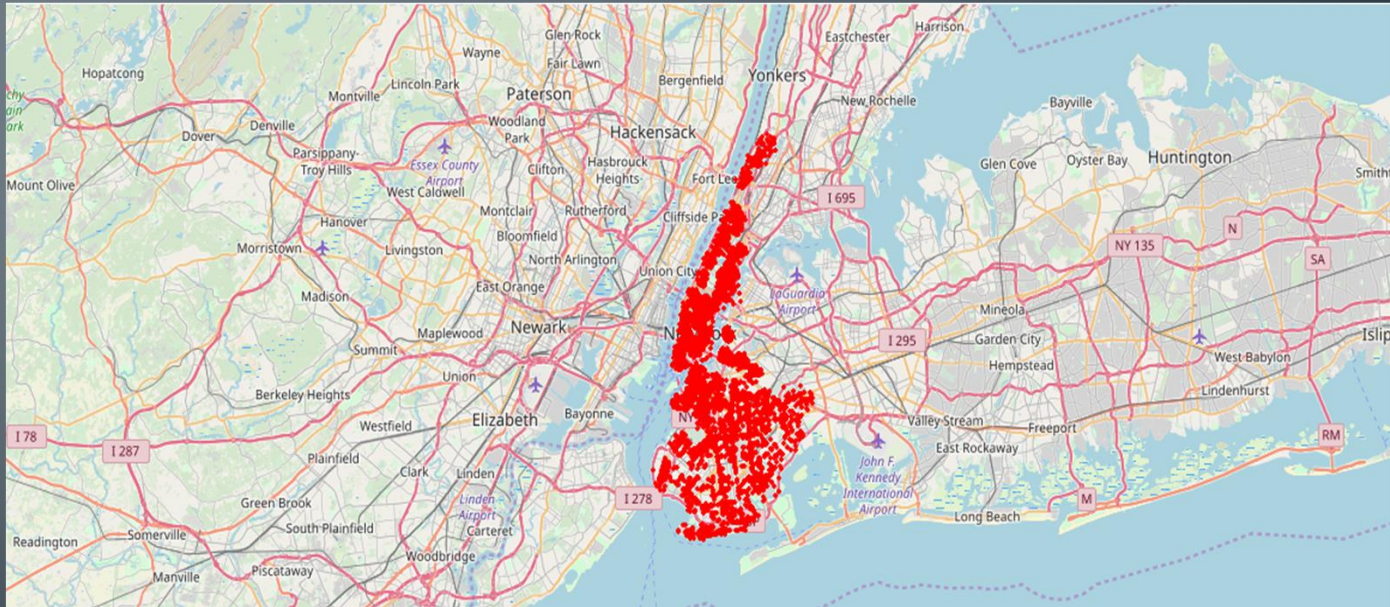 Harrison
Glen Rock
Eastchester
Wayne
Fair Lawn
Hopatcong
Lincoln Park
Bergenfield
Yonkers
Montville
Paterson
New Rochelle
Bayville
Woodland
Park
Denville
Dover
Hackensack
Parsippany-
Troy Hills
Essex County
Airport
Clifton
Hasbrouck
Heights
Glen Cove
Oyster Bay
Huntington
Mount Olive
West Caldwell
Fort Lee
I 695
Montclair
Rutherford
Cliffside Pa
Hanover
N
Bloomfield
NY 135
Morristown
Livingston
North Arlington
Union City
SA
East Orange
LaGuardia
Airport
Madison
Mineola
Maplewood
Newark
Garden City
I 295
Summit
Islip
West Babylon
Union
Hempstead
Berkeley Heights
Lindenhurst
Elizabeth
Bayonne
NY
Valley Stream
Freeport
Westfield
I 78
I 287
RM
East Rockaway
Plainfield
John F.
Kennedy
International
Airport
Clark
Linden
Green Brook
Linden
Airport
I 278
M
South Plainfield
Long Beach
Carteret
Somerville
Readington
Woodbridge
Piscataway
Manville